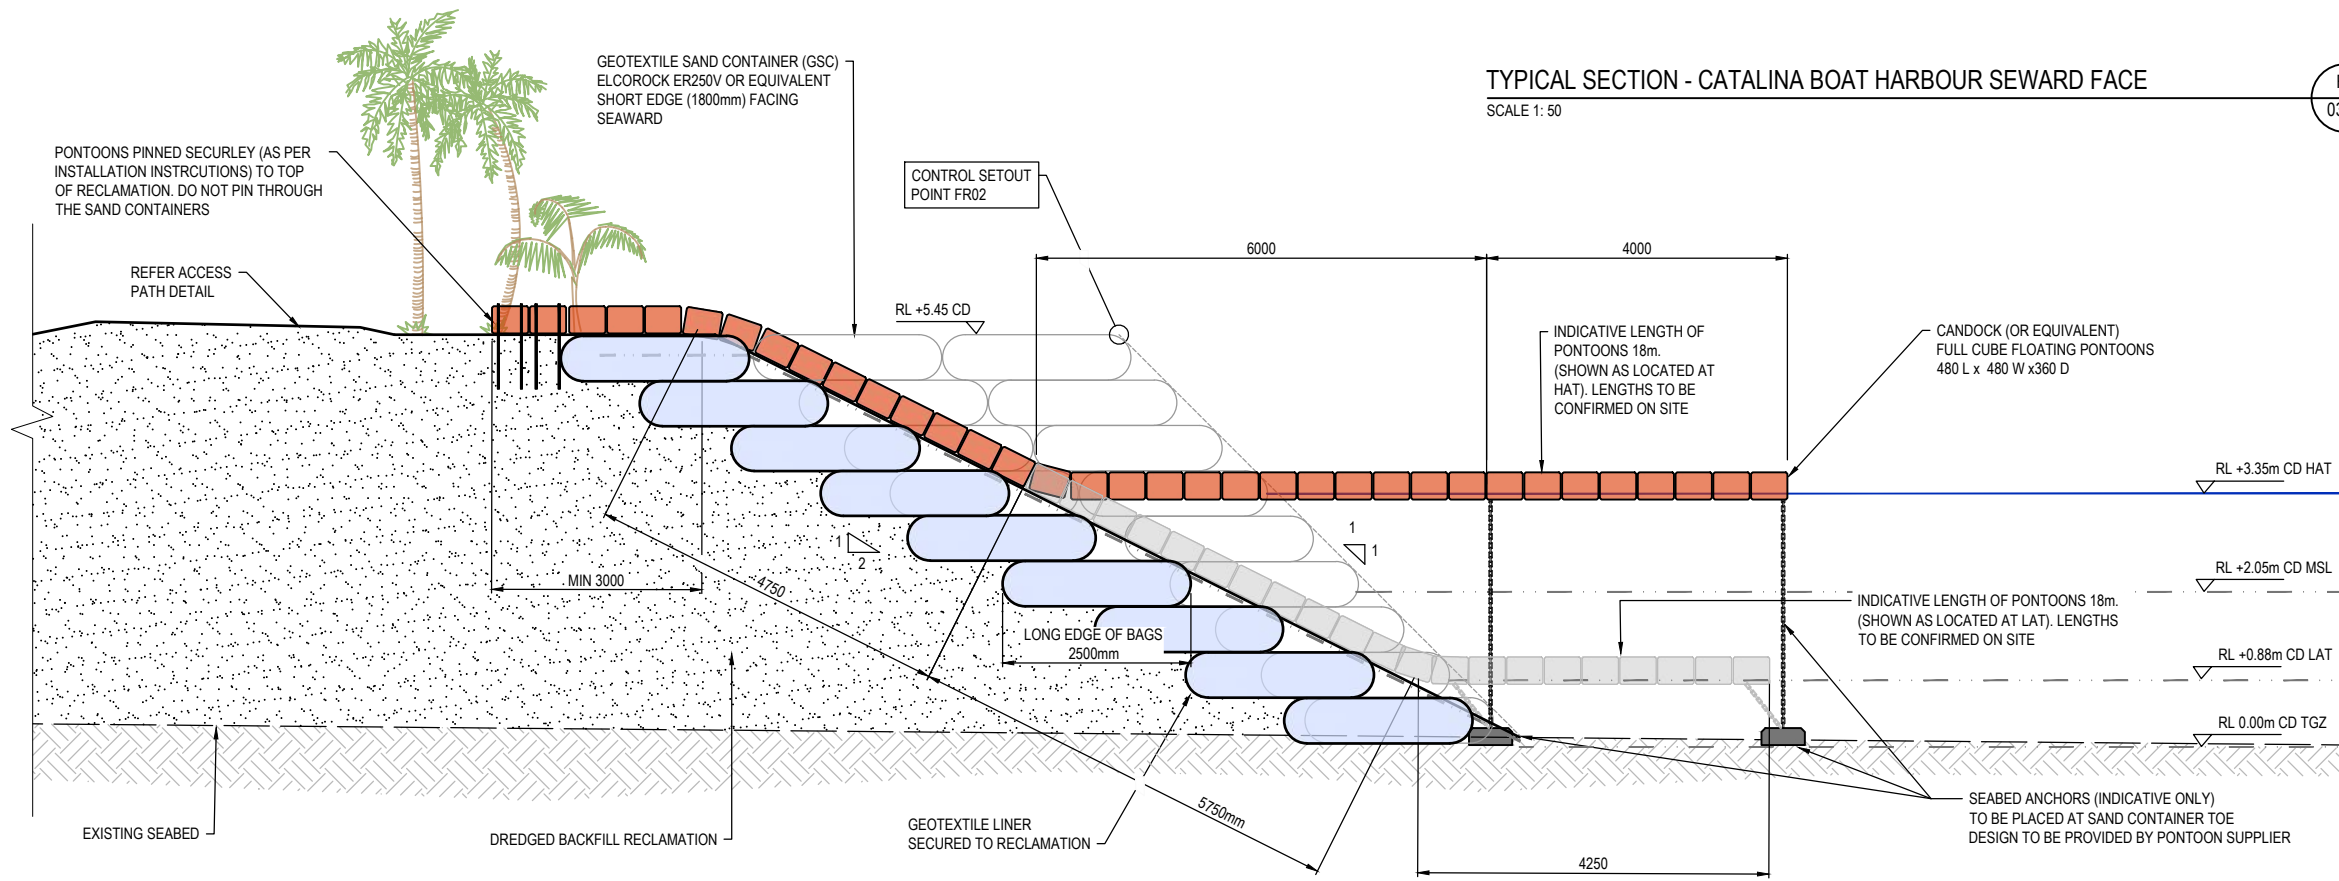 TYPICAL SECTION - CATALINA BOAT HARBOUR SEWARD FACE
SCALE 1: 50
03
GEOTEXTILE SAND CONTAINER (GSC)
ELCOROCK ER250V OR EQUIVALENT
SHORT EDGE (1800mm) FACING
SEAWARD
PONTOONS PINNED SECURLEY (AS PER
INSTALLATION INSTRCUTIONS) TO TOP
OF RECLAMATION. DO NOT PIN THROUGH
THE SAND CONTAINERS
CONTROL SETOUT
POINT FR02
REFER ACCESS
PATH DETAIL
6000
4000
RL +5.45 CD
INDICATIVE LENGTH OF
PONTOONS 18m.
(SHOWN AS LOCATED AT
HAT). LENGTHS TO BE
CONFIRMED ON SITE
CANDOCK (OR EQUIVALENT)
FULL CUBE FLOATING PONTOONS
480 L x  480 W x360 D
RL +3.35m CD HAT
1
2
1
1
MIN 3000
4750
RL +2.05m CD MSL
INDICATIVE LENGTH OF PONTOONS 18m.
(SHOWN AS LOCATED AT LAT). LENGTHS
TO BE CONFIRMED ON SITE
LONG EDGE OF BAGS
2500mm
RL +0.88m CD LAT
RL 0.00m CD TGZ
5750mm
SEABED ANCHORS (INDICATIVE ONLY)
TO BE PLACED AT SAND CONTAINER TOE
DESIGN TO BE PROVIDED BY PONTOON SUPPLIER
EXISTING SEABED
DREDGED BACKFILL RECLAMATION
GEOTEXTILE LINER
SECURED TO RECLAMATION
4250